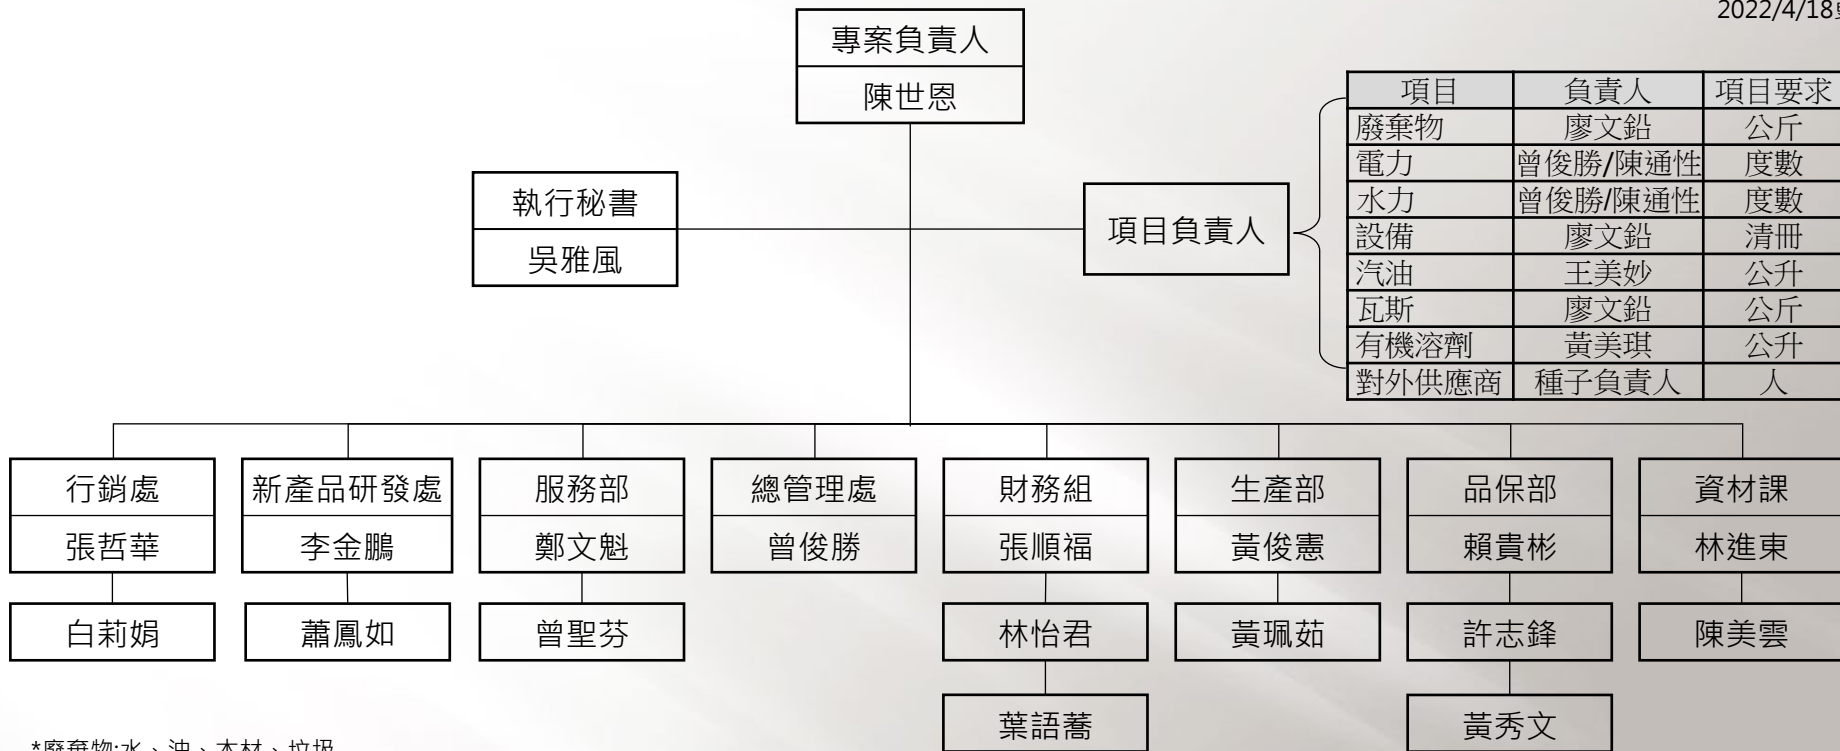 2022/4/18
專案負責人
陳世恩
執行秘書
吳雅風
項目負責人
項目 負責人 項目要求
廢棄物 廖文鉛 公斤
電力 曾俊勝/陳通性 度數
水力 曾俊勝/陳通性 度數
設備 廖文鉛 清冊
汽油 王美妙 公升
瓦斯 廖文鉛 公斤
有機溶劑 黃美琪 公升
對外供應商 種子負責人 人
行銷處 新產品研發處 服務部 總管理處 財務組 生產部 品保部 資材課
張哲華 李金鵬 鄭文魁 曾俊勝 張順福 黃俊憲 賴貴彬 林進東
白莉娟 蕭鳳如 曾聖芬 林怡君 黃珮茹 許志鋒 陳美雲
葉語蕎 黃秀文
*廢棄物:水、油、木材、垃圾